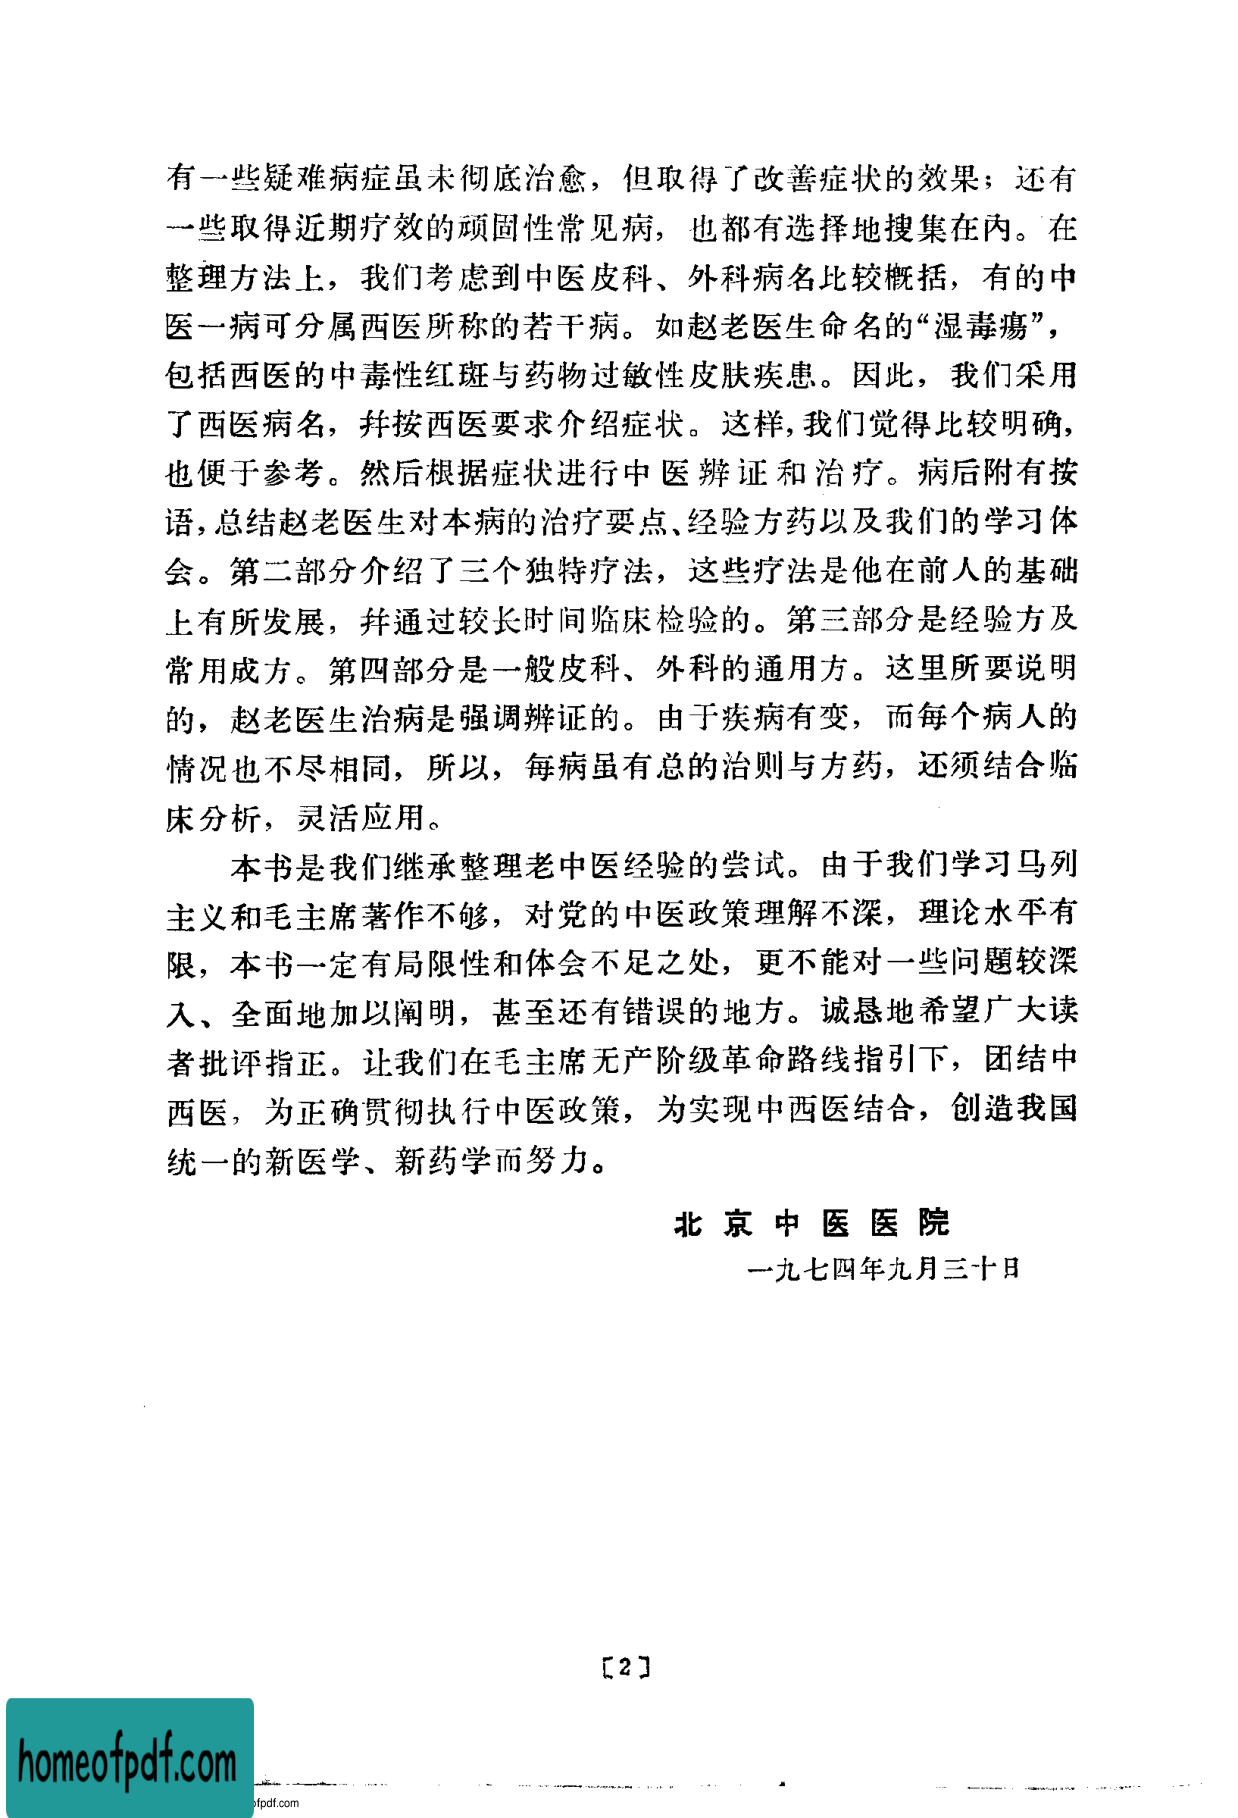 有一些疑难病症虽未彻底治愈，但取得了改善症状的效果；还有
一些取得近期疗效的顽固性常见病，也都有选择地搜集在内。在
整理方法上，我们考虑到中医皮科、外科病名比较概括，有的中
医一病可分属西医所称的若干病。如赵老医生命名的“湿毒疡”，
包括西医的中毒性红斑与药物过敏性皮肤疾患。因此，我们采用
了西医病名，幷按西医要求介绍症状。这样，我们觉得比较明确，
也便于参考。然后根据症状进行中医辨证和治疗。病后附有按
语，总结赵老医生对本病的治疗要点、经验方药以及我们的学习体
会。第二部分介绍了三个独特疗法，这些疗法是他在前人的基础
上有所发展，幷通过较长时间临床检验的。第三部分是经验方及
常用成方。第四部分是一般皮科、外科的通用方。这里所要说明
的，赵老医生治病是强调辨证的。由于疾病有变，而每个病人的
情况也不尽相同，所以，每病虽有总的治则与方药，还须结合临
床分析，灵活应用。
本书是我们继承整理老中医经验的尝试。由于我们学习马列
主义和毛主席著作不够，对党的中医政策理解不深，理论水平有
限，本书一定有局限性和体会不足之处，更不能对一些问题较深
入、全面地加以阐明，甚至还有错误的地方。诚恳地希望广大读
者批评指正。让我们在毛主席无产阶级革命路线指引下，团结中
西医，为正确贯彻执行中医政策，为实现中西医结合，创造我国
统一的新医学、新药学而努力。
北京中医医院
一九七四年九月三十日
〔2〕
homeofpdf.com
ofpdf.com